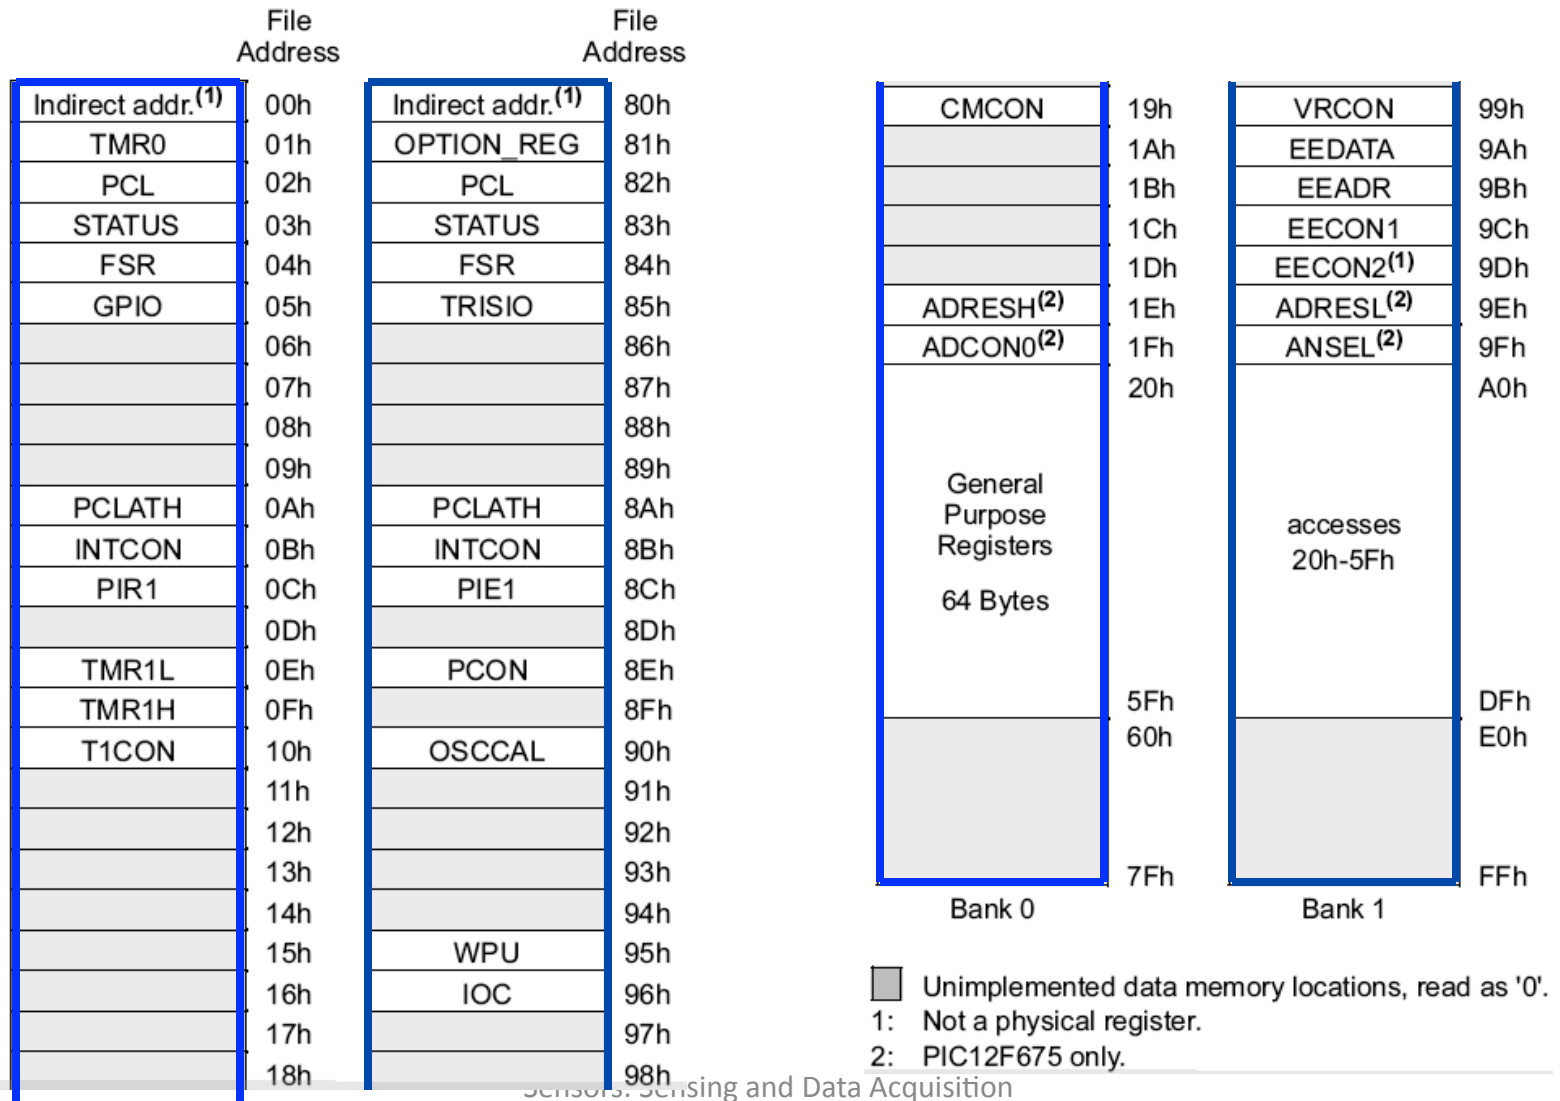 File File
Address Address
Indirect addr.(1) 00h Indirect addr.(1) 80h
TMR0 01h OPTION_REG 81h
PCL 02h PCL 82h
STATUS 03h STATUS 83h
FSR 04h FSR 84h
GPIO 05h TRISIO 85h
06h 86h
07h 87h
08h 88h
09h 89h
PCLATH 0Ah PCLATH 8Ah
INTCON 0Bh INTCON 8Bh
PIR1 0Ch PIE1 8Ch
0Dh 8Dh
TMR1L 0Eh PCON 8Eh
TMR1H 0Fh 8Fh
T1CON 10h OSCCAL 90h
11h 91h
12h 92h
13h 93h
14h 94h
15h WPU 95h
16h IOC 96h
17h 97h
18h 98h
CMCON 19h VRCON 99h
1Ah EEDATA 9Ah
1Bh EEADR 9Bh
1Ch EECON1 9Ch
1Dh EECON2(1) 9Dh
ADRESH(2) 1Eh ADRESL(2) 9Eh
ADCON0(2) 1Fh ANSEL(2) 9Fh
20h A0h
General
Purpose
Registers
64 Bytes
accesses
20h-5Fh
5Fh DFh
60h E0h
7Fh FFh
Bank 0 Bank 1
Unimplemented data memory locations, read as '0'.
1: Not a physical register.
2: PIC12F675 only.
Sensors: Sensing and Data Acquisition